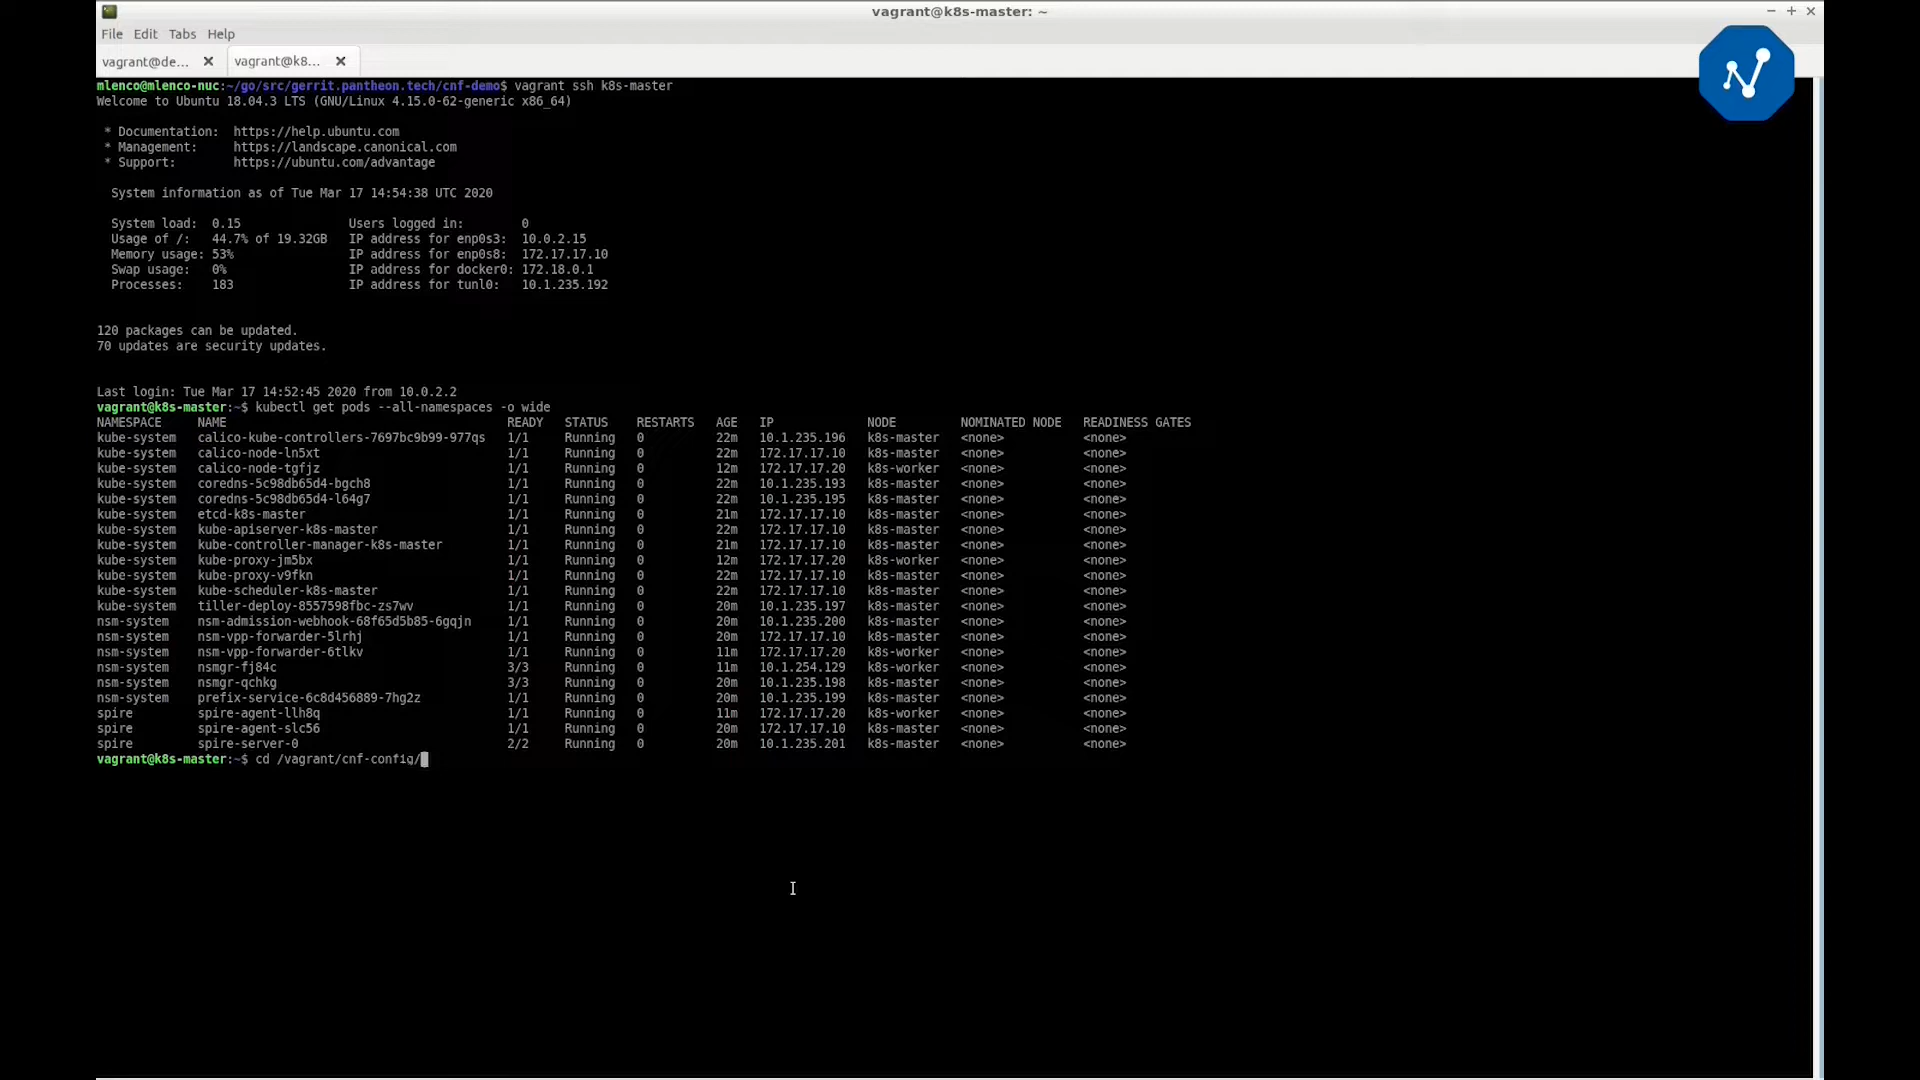 vagrant@k8s-master: ~
File Edit Tabs Help
vagrant@de... vagrant@k8...
mlenco@mlenco-nuc:~/go/src/gerrit.pantheon.tech/cnf-demo$ vagrant ssh k8s-master
Welcome to Ubuntu 18.04.3 LTS (GNU/Linux 4.15.0-62-generic x86_64)
* Documentation: https://help.ubuntu.com
* Management: https://landscape.canonical.com
* Support: https://ubuntu.com/advantage
System information as of Tue Mar 17 14:54:38 UTC 2020
System load: 0.15 Users logged in: 0
Usage of /: 44.7% of 19.32GB IP address for enp0s3: 10.0.2.15
Memory usage: 53% IP address for enp0s8: 172.17.17.10
Swap usage: 0% IP address for docker0: 172.18.0.1
Processes: 183 IP address for tunl0: 10.1.235.192
120 packages can be updated.
70 updates are security updates.
Last login: Tue Mar 17 14:52:45 2020 from 10.0.2.2
vagrant@k8s-master:~$ kubectl get pods --all-namespaces -o wide
NAMESPACE NAME READY STATUS RESTARTS AGE IP NODE NOMINATED NODE READINESS GATES
kube-system calico-kube-controllers-7697bc9b99-977qs 1/1 Running 0 22m 10.1.235.196 k8s-master <none> <none>
kube-system calico-node-ln5xt 1/1 Running 0 22m 172.17.17.10 k8s-master <none> <none>
kube-system calico-node-tgfjz 1/1 Running 0 12m 172.17.17.20 k8s-worker <none> <none>
kube-system coredns-5c98db65d4-bgch8 1/1 Running 0 22m 10.1.235.193 k8s-master <none> <none>
kube-system coredns-5c98db65d4-l64g7 1/1 Running 0 22m 10.1.235.195 k8s-master <none> <none>
kube-system etcd-k8s-master 1/1 Running 0 21m 172.17.17.10 k8s-master <none> <none>
kube-system kube-apiserver-k8s-master 1/1 Running 0 22m 172.17.17.10 k8s-master <none> <none>
kube-system kube-controller-manager-k8s-master 1/1 Running 0 21m 172.17.17.10 k8s-master <none> <none>
kube-system kube-proxy-jm5bx 1/1 Running 0 12m 172.17.17.20 k8s-worker <none> <none>
kube-system kube-proxy-v9fkn 1/1 Running 0 22m 172.17.17.10 k8s-master <none> <none>
kube-system kube-scheduler-k8s-master 1/1 Running 0 22m 172.17.17.10 k8s-master <none> <none>
kube-system tiller-deploy-8557598fbc-zs7wv 1/1 Running 0 20m 10.1.235.197 k8s-master <none> <none>
nsm-system nsm-admission-webhook-68f65d5b85-6gqjn 1/1 Running 0 20m 10.1.235.200 k8s-master <none> <none>
nsm-system nsm-vpp-forwarder-5lrhj 1/1 Running 0 20m 172.17.17.10 k8s-master <none> <none>
nsm-system nsm-vpp-forwarder-6tlkv 1/1 Running 0 11m 172.17.17.20 k8s-worker <none> <none>
nsm-system nsmgr-fj84c 3/3 Running 0 11m 10.1.254.129 k8s-worker <none> <none>
nsm-system nsmgr-qchkg 3/3 Running 0 20m 10.1.235.198 k8s-master <none> <none>
nsm-system prefix-service-6c8d456889-7hg2z 1/1 Running 0 20m 10.1.235.199 k8s-master <none> <none>
spire spire-agent-llh8q 1/1 Running 0 11m 172.17.17.20 k8s-worker <none> <none>
spire spire-agent-slc56 1/1 Running 0 20m 172.17.17.10 k8s-master <none> <none>
spire spire-server-0 2/2 Running 0 20m 10.1.235.201 k8s-master <none> <none>
vagrant@k8s-master:~$ cd /vagrant/cnf-config/